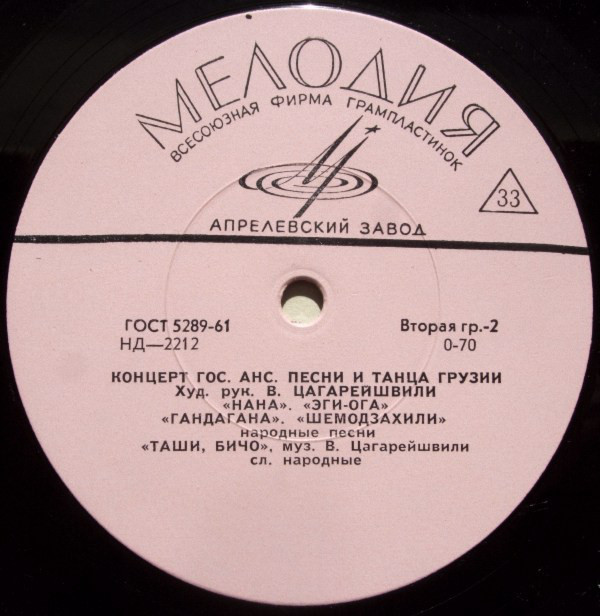 МЕЛОДИЯ
ВСЕСОЮЗНАЯ ФИРМА ГРАМПЛАСТИНОК
33
АПРЕЛЕВСКИЙ ЗАВОД
ГОСТ 5289-61 Вторая гр.-2
НД—2212 0-70
КОНЦЕРТ ГОС. АНС. ПЕСНИ И ТАНЦА ГРУЗИИ
Худ. рук. В. ЦАГАРЕЙШВИЛИ
«НАНА». «ЭГИ-ОГА»
«ГАНДАГАНА». «ШЕМОДЗАХИЛИ»
народные песни
«ТАШИ, БИЧО», муз. В. Цагарейшвили
сл. народные